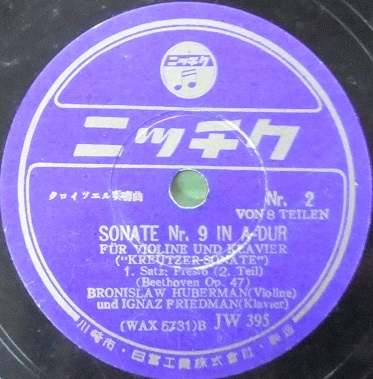 ニッチク
ニッチク
クロイツエル奏鳴曲
Nr. 2
VON 8 TEILEN
SONATE Nr. 9 IN A-DUR
FÜR VIOLINE UND KLAVIER
("KREUTZER-SONATE")
1. Satz: Presto (2. Teil)
(Beethoven Op. 47)
BRONISLAW HUBERMAN (Violine)
und IGNAZ FRIEDMAN (Klavier)
(WAX 5731) B JW 395
川崎市・日蓄工業株式會社・製造